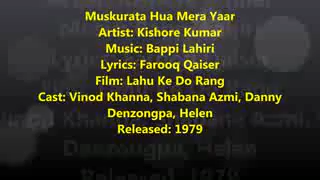 Muskurata Hua Mera Yaar
Artist: Kishore Kumar
Music: Bappi Lahiri
Lyrics: Farooq Qaiser
Film: Lahu Ke Do Rang
Cast: Vinod Khanna, Shabana Azmi, Danny
Denzongpa, Helen
Released: 1979